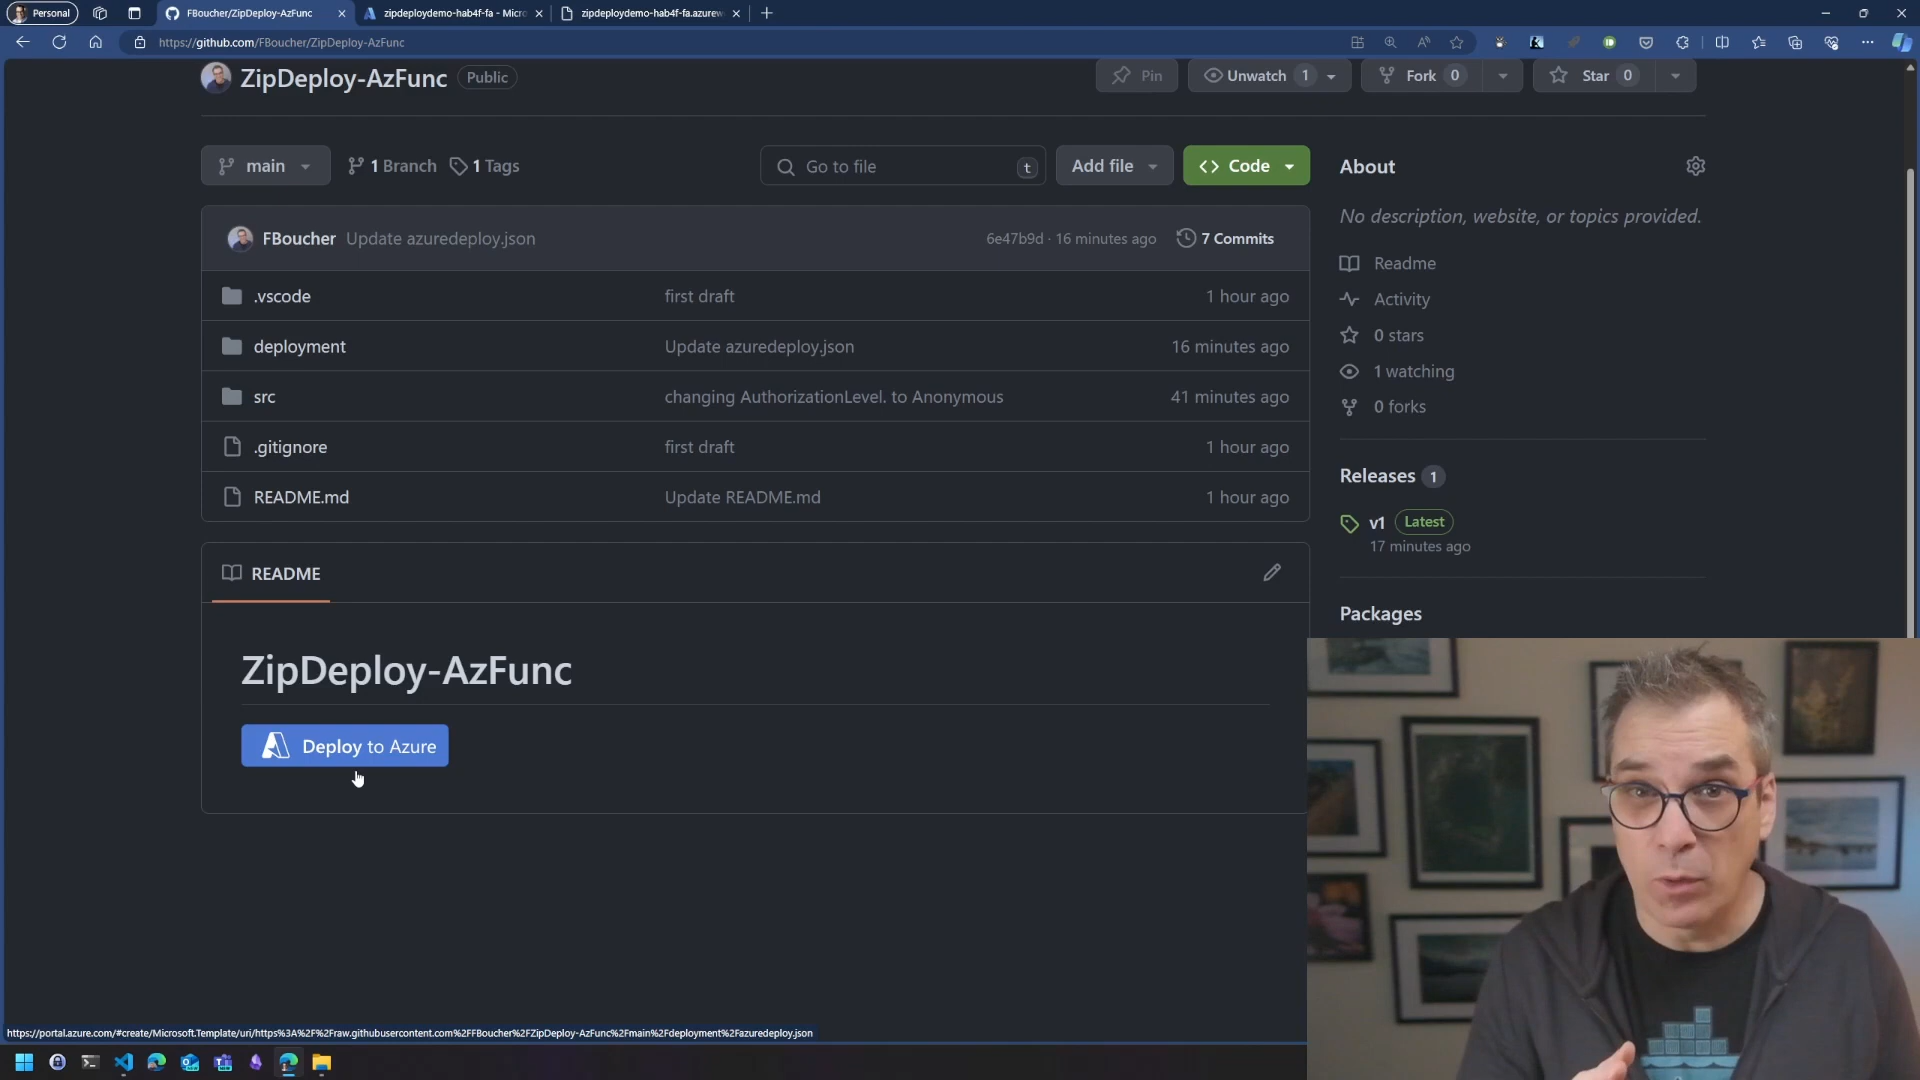 Personal
FBoucher/ZipDeploy-AzFunc
zipdeploydemo-hab4f-fa - Micro
zipdeploydemo-hab4f-fa.azurew
https://github.com/FBoucher/ZipDeploy-AzFunc
ZipDeploy-AzFunc
Public
Pin
Unwatch 1
Fork 0
Star 0
main
1 Branch
1 Tags
Go to file
t
Add file
<> Code
About
No description, website, or topics provided.
FBoucher Update azuredeploy.json
6e47b9d · 16 minutes ago
7 Commits
.vscode first draft 1 hour ago
deployment Update azuredeploy.json 16 minutes ago
src changing AuthorizationLevel. to Anonymous 41 minutes ago
.gitignore first draft 1 hour ago
README.md Update README.md 1 hour ago
Readme
Activity
0 stars
1 watching
0 forks
Releases 1
v1 Latest
17 minutes ago
Packages
README
ZipDeploy-AzFunc
Deploy to Azure
https://portal.azure.com/#create/Microsoft.Template/uri/https%3A%2F%2Fraw.githubusercontent.com%2FFBoucher%2FZipDeploy-AzFunc%2Fmain%2Fdeployment%2Fazuredeploy.json